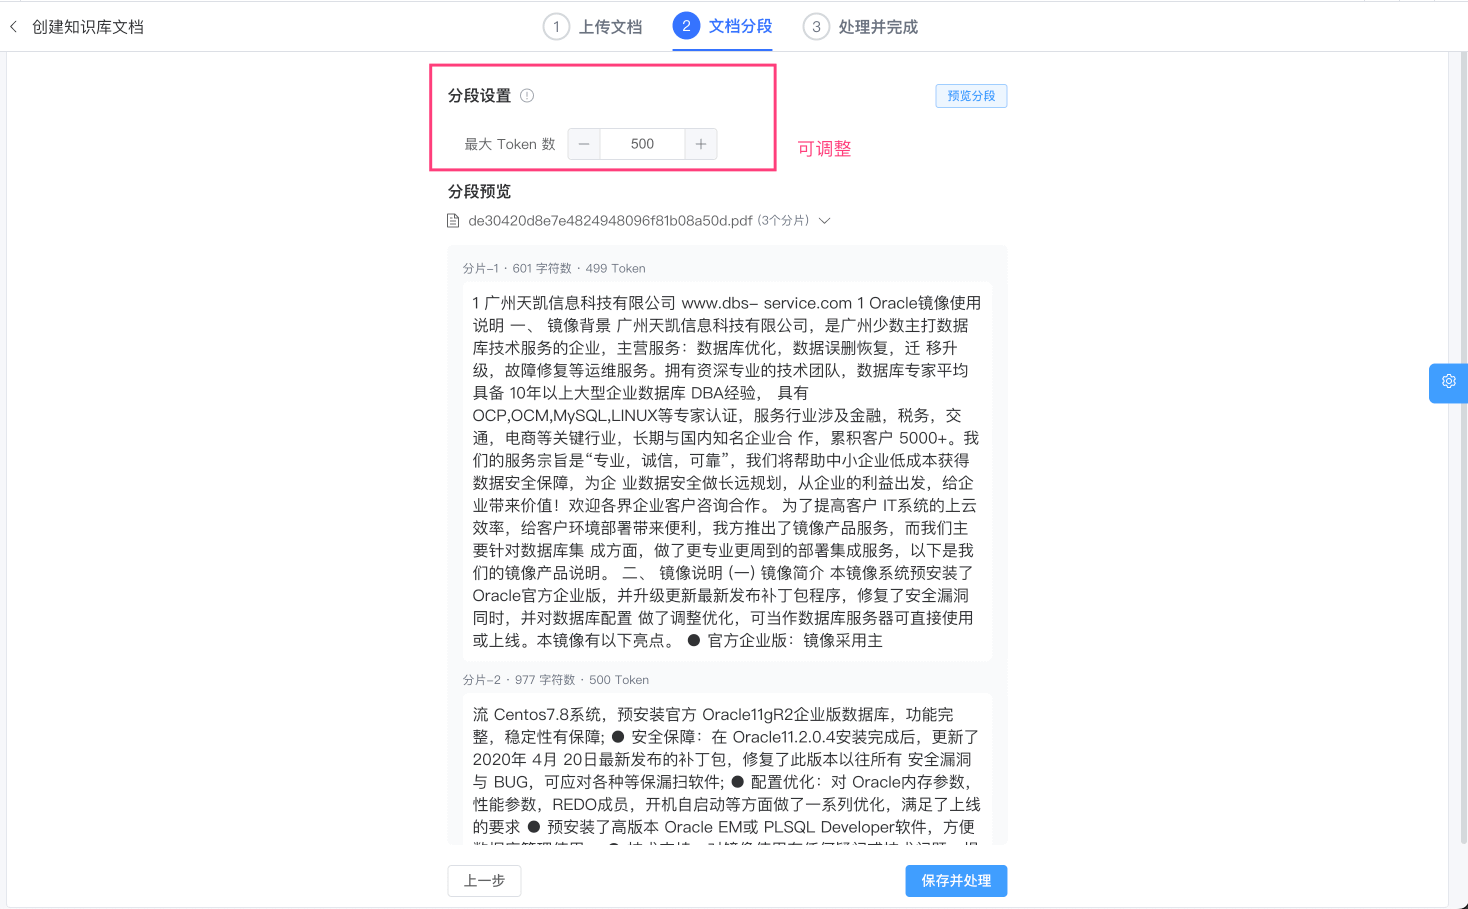 创建知识库文档
1 上传文档
2 文档分段
3 处理并完成
分段设置
预览分段
最大 Token 数 − 500 +
可调整
分段预览
de30420d8e7e4824948096f81b08a50d.pdf (3个分片)
分片-1 · 601 字符数 · 499 Token
1 广州天凯信息科技有限公司 www.dbs- service.com 1 Oracle镜像使用
说明 一、 镜像背景 广州天凯信息科技有限公司，是广州少数主打数据
库技术服务的企业，主营服务：数据库优化，数据误删恢复，迁 移升
级，故障修复等运维服务。拥有资深专业的技术团队，数据库专家平均
具备 10年以上大型企业数据库 DBA经验， 具有
OCP,OCM,MySQL,LINUX等专家认证，服务行业涉及金融，税务，交
通，电商等关键行业，长期与国内知名企业合 作，累积客户 5000+。我
们的服务宗旨是“专业，诚信，可靠”，我们将帮助中小企业低成本获得
数据安全保障，为企 业数据安全做长远规划，从企业的利益出发，给企
业带来价值！欢迎各界企业客户咨询合作。 为了提高客户 IT系统的上云
效率，给客户环境部署带来便利，我方推出了镜像产品服务，而我们主
要针对数据库集 成方面，做了更专业更周到的部署集成服务，以下是我
们的镜像产品说明。 二、 镜像说明 (一) 镜像简介 本镜像系统预安装了
Oracle官方企业版，并升级更新最新发布补丁包程序，修复了安全漏洞
同时，并对数据库配置 做了调整优化，可当作数据库服务器可直接使用
或上线。本镜像有以下亮点。 ● 官方企业版：镜像采用主
分片-2 · 977 字符数 · 500 Token
流 Centos7.8系统，预安装官方 Oracle11gR2企业版数据库，功能完
整，稳定性有保障; ● 安全保障：在 Oracle11.2.0.4安装完成后，更新了
2020年 4月 20日最新发布的补丁包，修复了此版本以往所有 安全漏洞
与 BUG，可应对各种等保漏扫软件; ● 配置优化：对 Oracle内存参数，
性能参数，REDO成员，开机自启动等方面做了一系列优化，满足了上线
的要求 ● 预安装了高版本 Oracle EM或 PLSQL Developer软件，方便
上一步
保存并处理